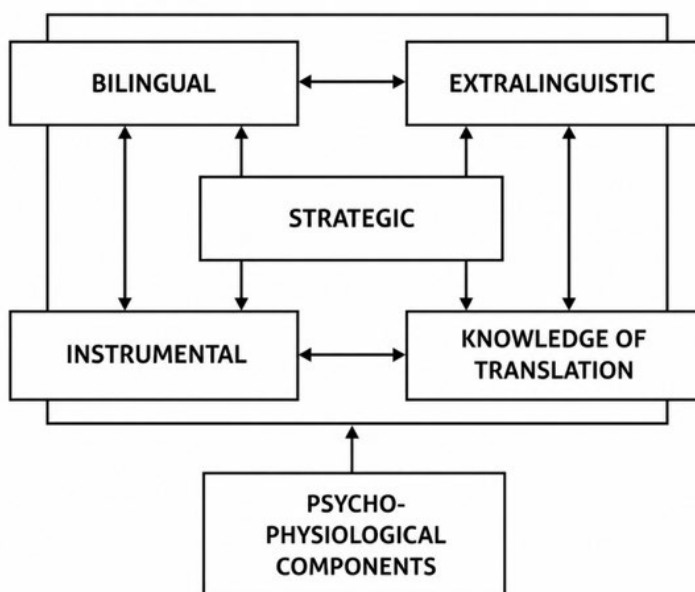 BILINGUAL
EXTRALINGUISTIC
STRATEGIC
INSTRUMENTAL
KNOWLEDGE OF
TRANSLATION
PSYCHO-
PHYSIOLOGICAL
COMPONENTS